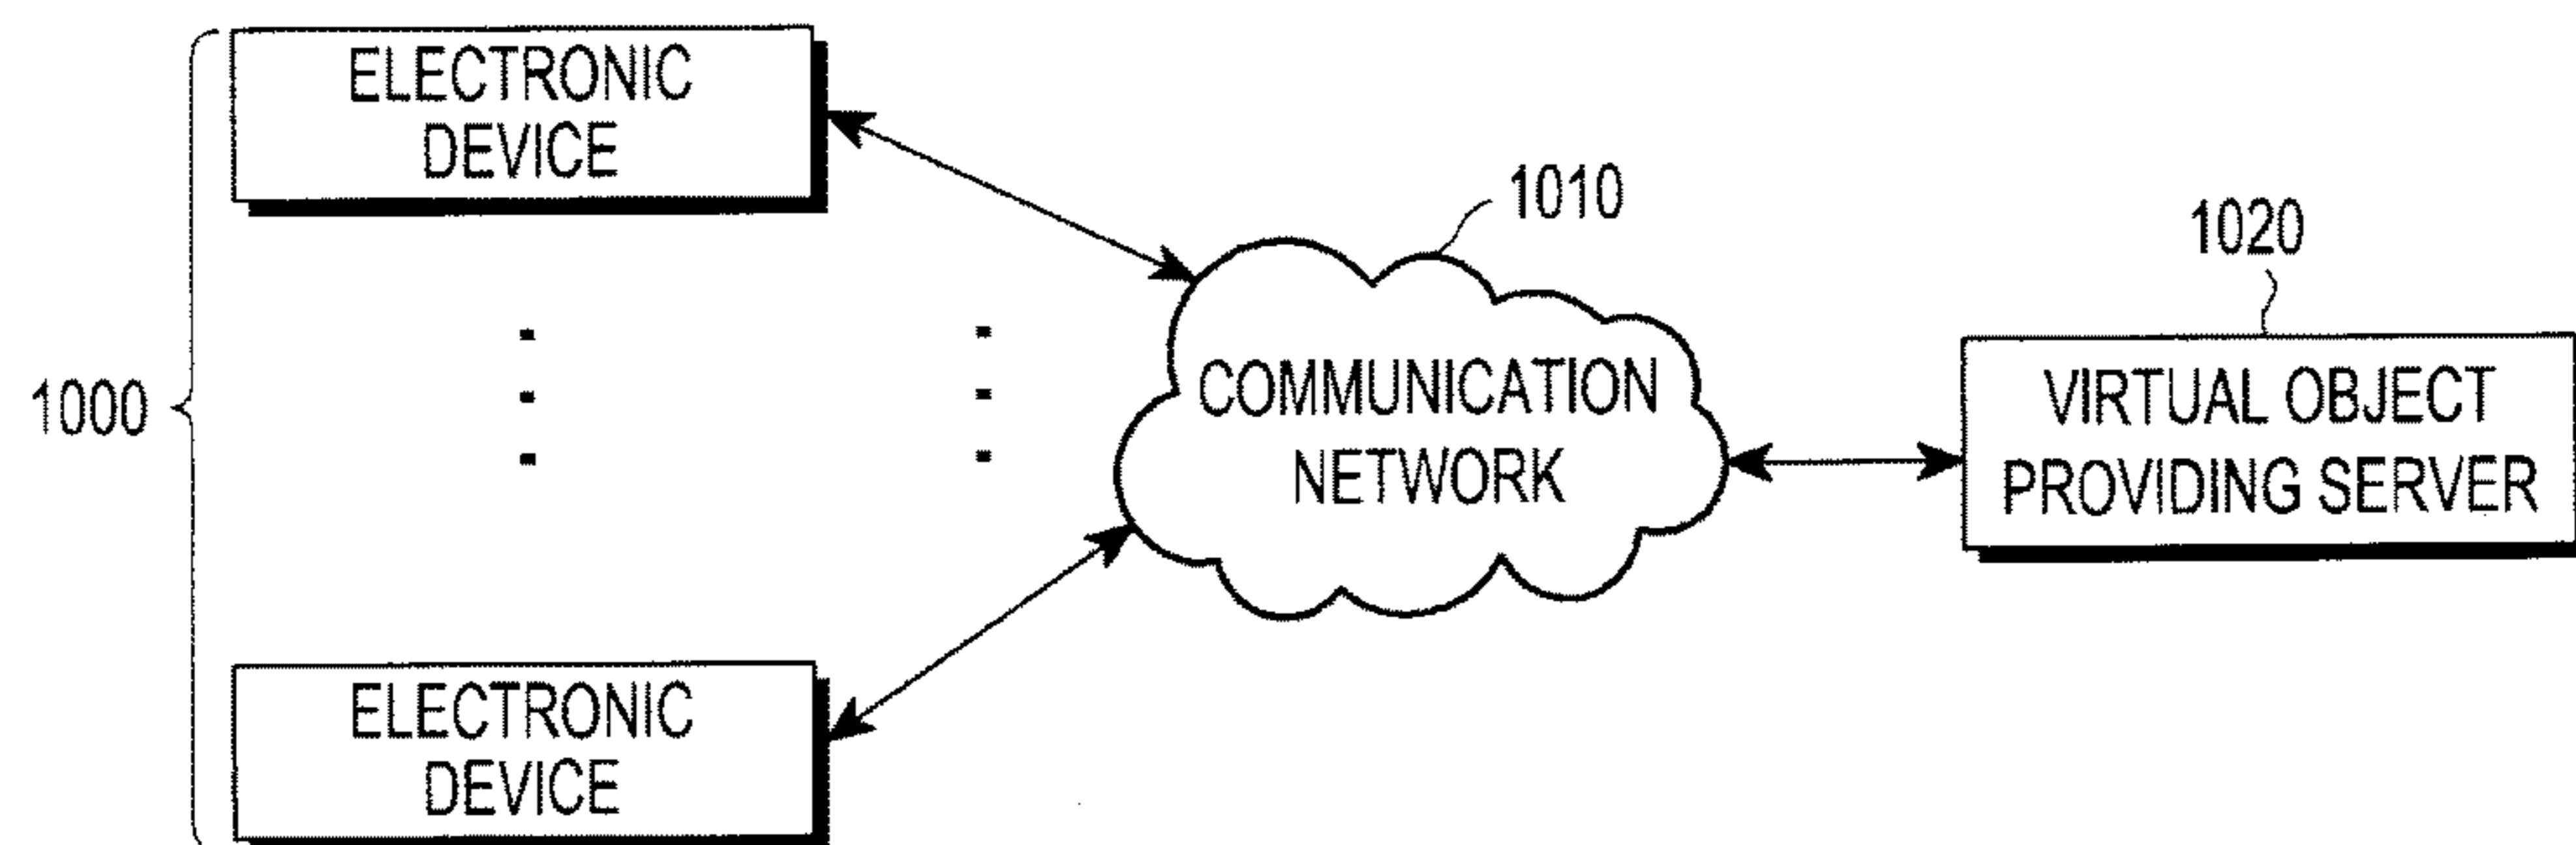 ELECTRONIC
DEVICE
1010
1020
1000
COMMUNICATION
NETWORK
VIRTUAL OBJECT
PROVIDING SERVER
ELECTRONIC
DEVICE